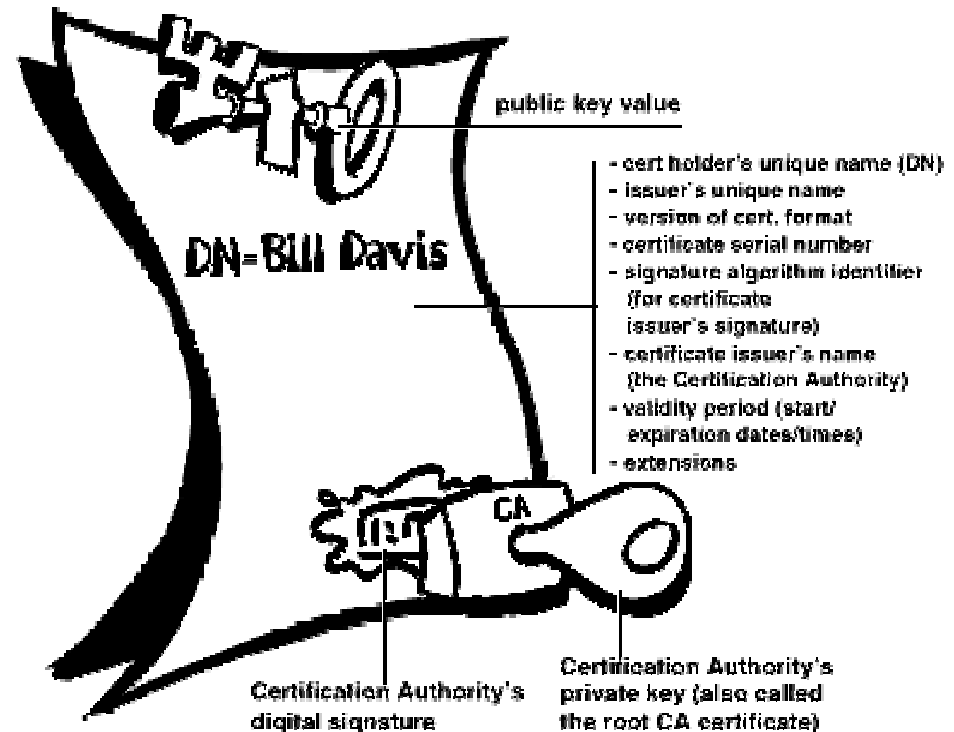 public key value
- cert holder's unique name (DN)
- issuer's unique name
- version of cert. format
- certificate serial number
- signature algorithm identifier
(for certificate
issuer's signature)
- certificate issuer's name
(the Certification Authority)
- validity period (start/
expiration dates/times)
- extensions
DN=Bill Davis
CA
Certification Authority's
digital signature
Certification Authority's
private key (also called
the root CA certificate)